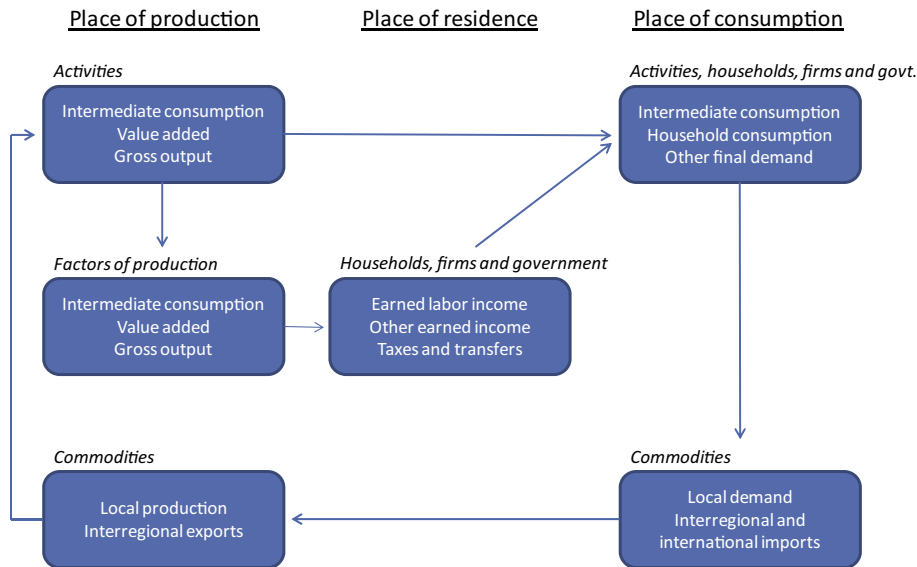 Place of production
Place of residence
Place of consumption
Activities
Activities, households, firms and govt.
Intermediate consumption
Value added
Gross output
Intermediate consumption
Household consumption
Other final demand
Factors of production
Households, firms and government
Intermediate consumption
Value added
Gross output
Earned labor income
Other earned income
Taxes and transfers
Commodities
Commodities
Local production
Interregional exports
Local demand
Interregional and
international imports